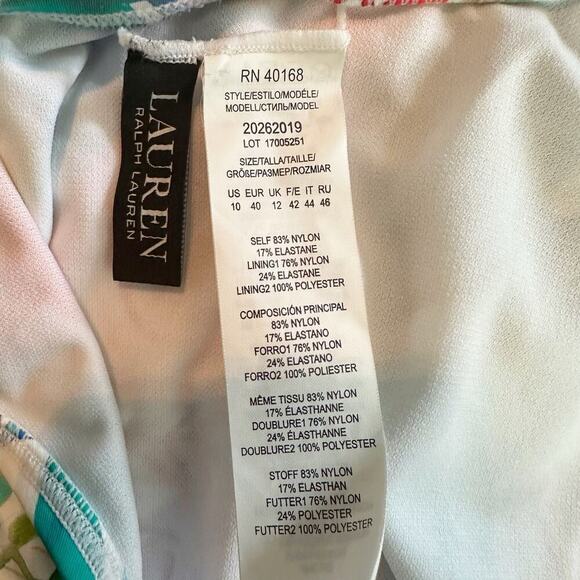 LAUREN
RALPH LAUREN
RN 40168
STYLE/ESTILO/MODÉLE/
MODELL/СТИЛЬ/MODEL
20262019
LOT 17005251
SIZE/TALLA/TAILLE/
GRÖßE/РАЗМЕР/ROZMIAR
US EUR UK F/E IT RU
10 40 12 42 44 46
SELF 83% NYLON
17% ELASTANE
LINING1 76% NYLON
24% ELASTANE
LINING2 100% POLYESTER
COMPOSICIÓN PRINCIPAL
83% NYLON
17% ELASTANO
FORRO1 76% NYLON
24% ELASTANO
FORRO2 100% POLIESTER
MÊME TISSU 83% NYLON
17% ÉLASTHANNE
DOUBLURE1 76% NYLON
24% ÉLASTHANNE
DOUBLURE2 100% POLYESTER
STOFF 83% NYLON
17% ELASTHAN
FUTTER1 76% NYLON
24% ELASTHAN
FUTTER2 100% POLYESTER